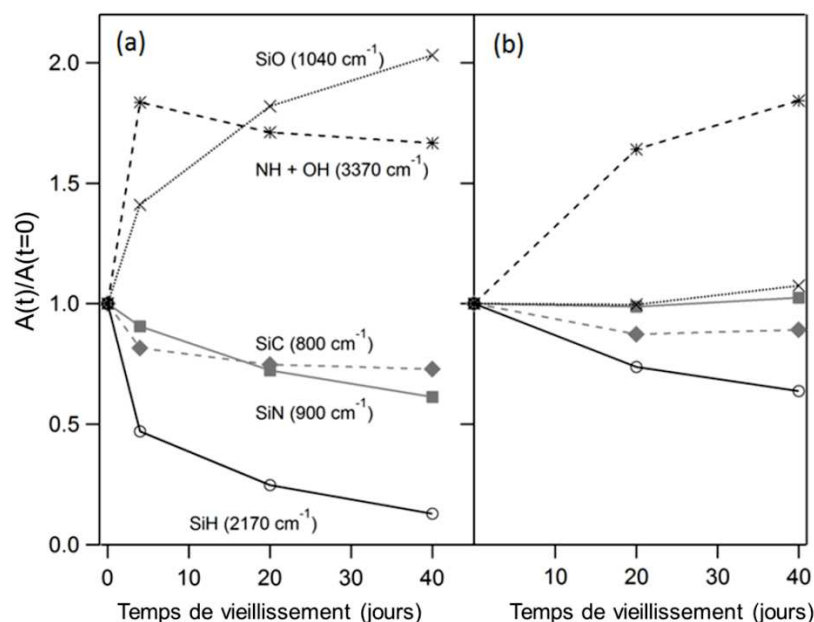 (a)
(b)
SiO (1040 cm⁻¹)
NH + OH (3370 cm⁻¹)
SiC (800 cm⁻¹)
SiN (900 cm⁻¹)
SiH (2170 cm⁻¹)
A(t)/A(t=0)
2.0
1.5
1.0
0.5
0.0
0 10 20 30 40 10 20 30 40
Temps de vieillissement (jours) Temps de vieillissement (jours)